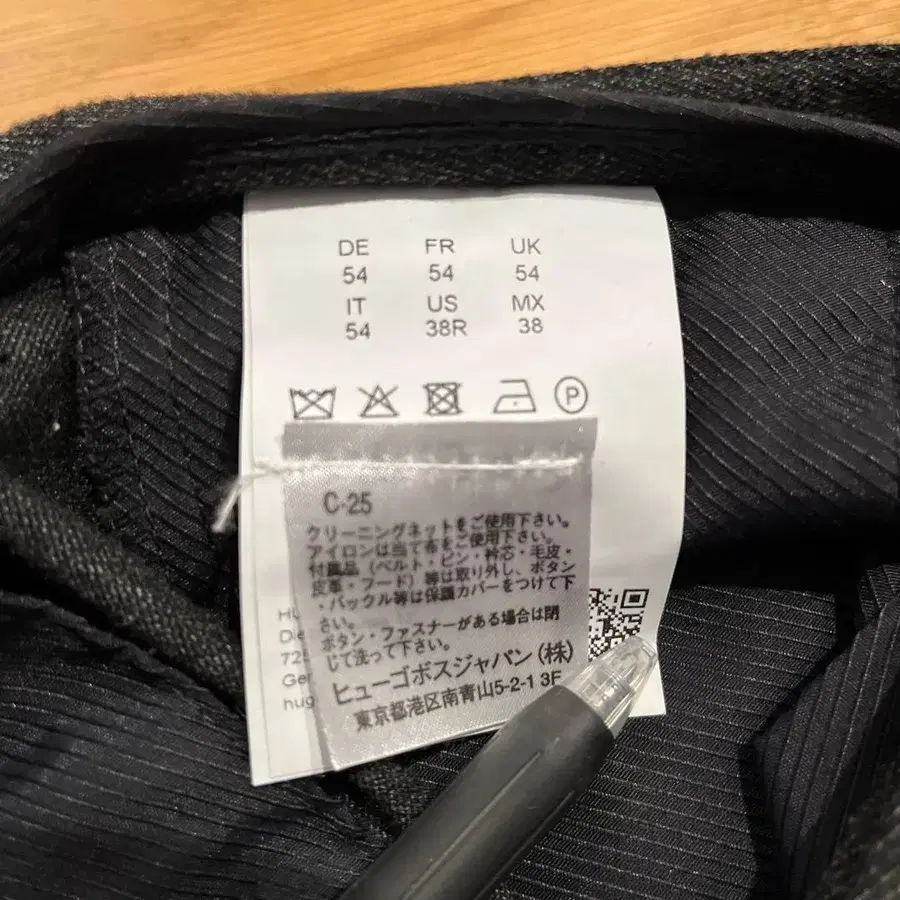 DE FR UK
54 54 54
IT US MX
54 38R 38
P
C-25
クリーニングネットをご使用下さい。
アイロンは当て布をご使用下さい。
付属品（ベルト・ピン・衿芯・毛皮・
皮革・フード）等は取り外し、ボタン
・バックル等は保護カバーをつけて下
さい。
ボタン・ファスナーがある場合は閉
じて洗って下さい。
ヒューゴボスジャパン(株)
東京都港区南青山5-2-1 3F
HU
Die
725
Ger
hug